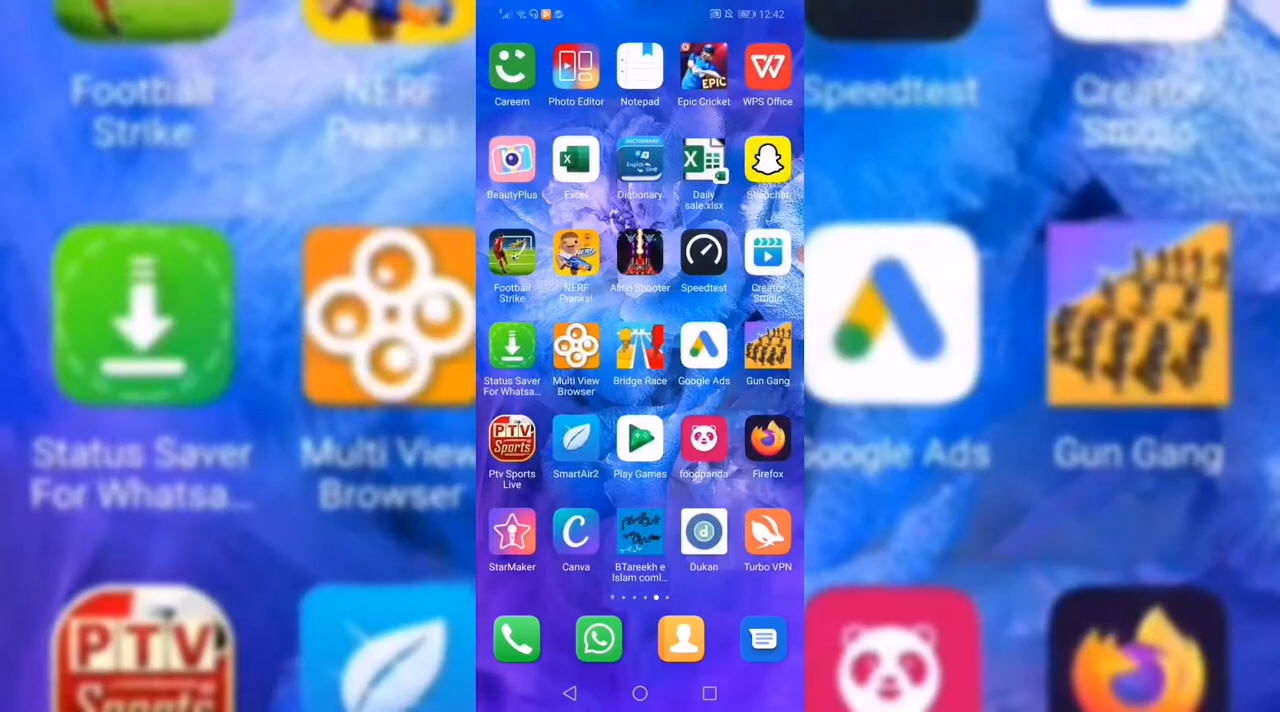 12:42
Careem
Photo Editor
Notepad
EPIC
Epic Cricket
WPS Office
BeautyPlus
Excel
DICTIONARY
English
Dictionary
Daily
sale.xlsx
Snapchat
Football
Strike
NERF
NERF
Pranks!
Alien Shooter
Speedtest
Creator
Studio
Status Saver
For Whatsa...
Multi View
Browser
Bridge Race
Google Ads
Gun Gang
PTV
Sports
Ptv Sports
Live
SmartAir2
Play Games
foodpanda
Firefox
StarMaker
Canva
BTareekh e
Islam coml...
d
Dukan
Turbo VPN
Football
Strike
NERF
Pranks!
Speedtest
Creator
Studio
Status Saver
For Whatsa...
Multi View
Browser
Google Ads
Gun Gang
PTV
Sports